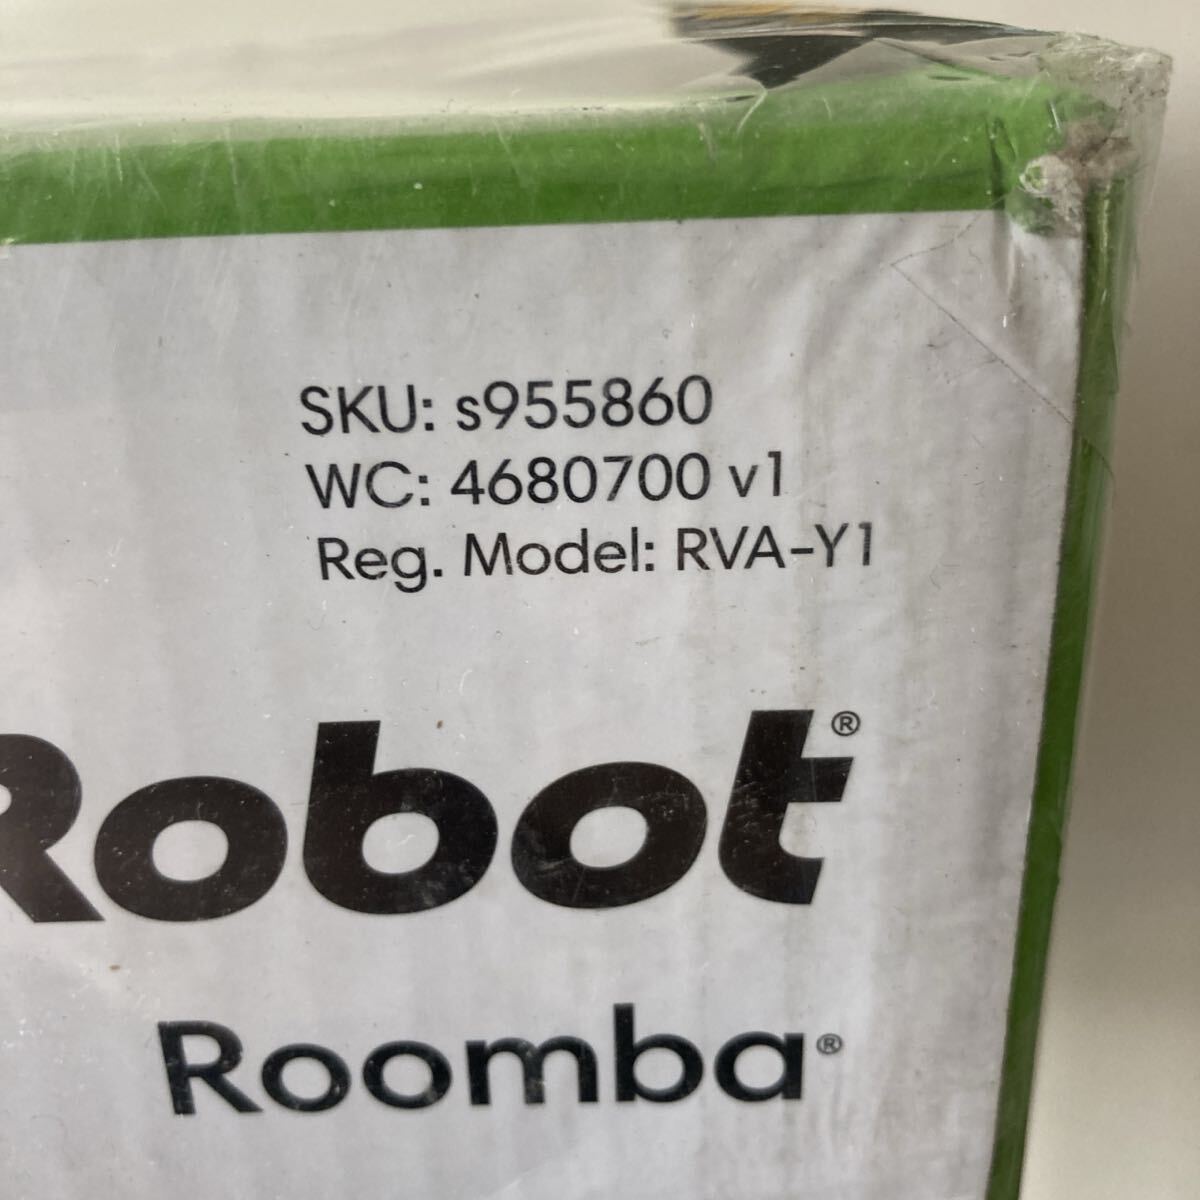 SKU: s955860
WC: 4680700 v1
Reg. Model: RVA-Y1
Robot®
Roomba®